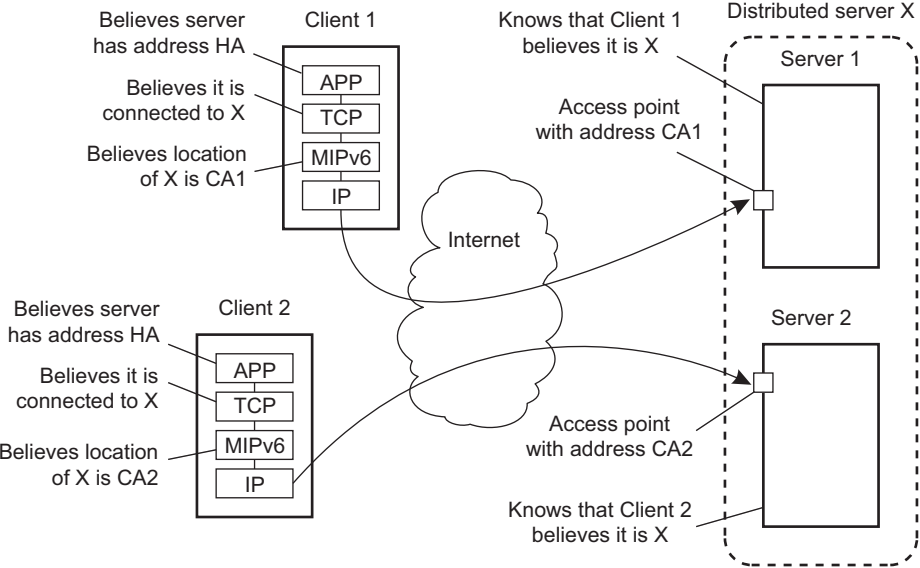 Believes server
has address HA
Client 1
Knows that Client 1
believes it is X
Distributed server X
Server 1
Believes it is
connected to X
APP
TCP
MIPv6
IP
Believes location
of X is CA1
Access point
with address CA1
Internet
Believes server
has address HA
Client 2
Server 2
Believes it is
connected to X
APP
TCP
MIPv6
IP
Believes location
of X is CA2
Access point
with address CA2
Knows that Client 2
believes it is X